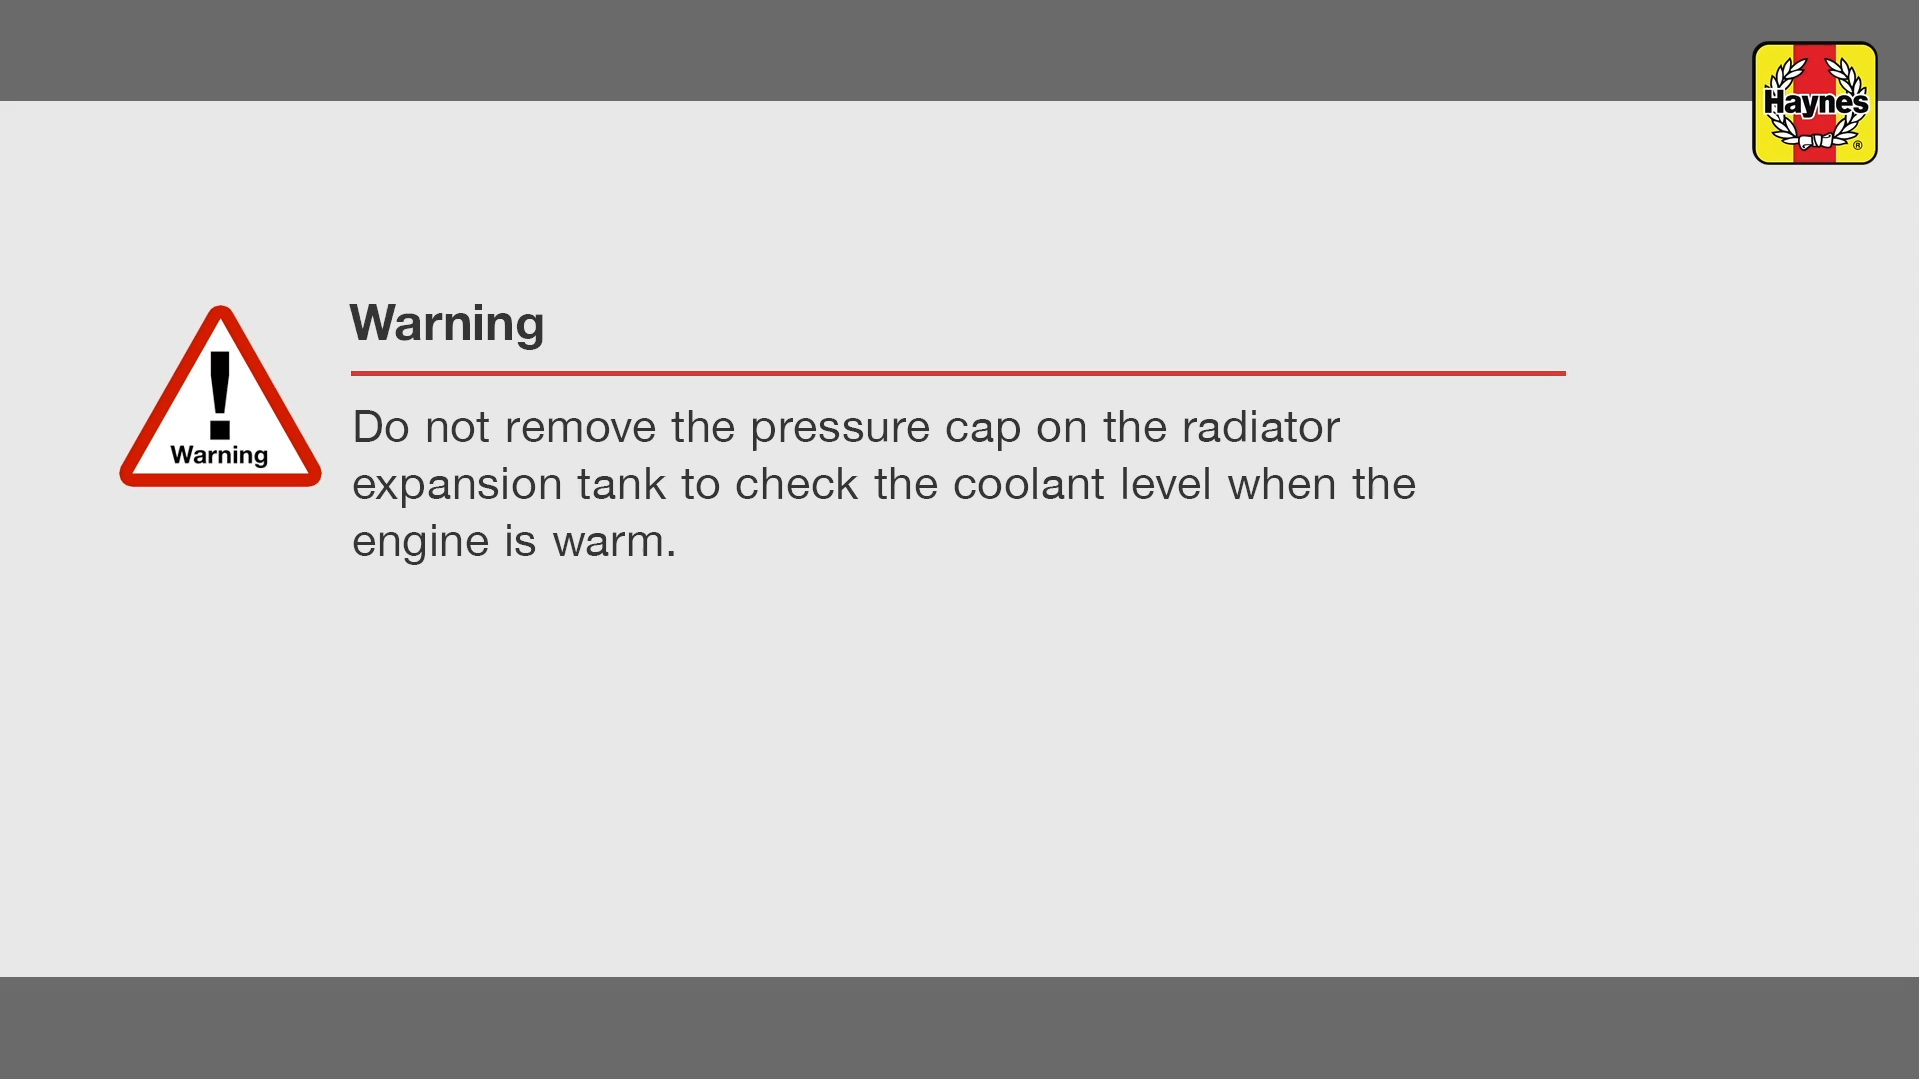 Haynes
®
Warning
Warning
Do not remove the pressure cap on the radiator
expansion tank to check the coolant level when the
engine is warm.